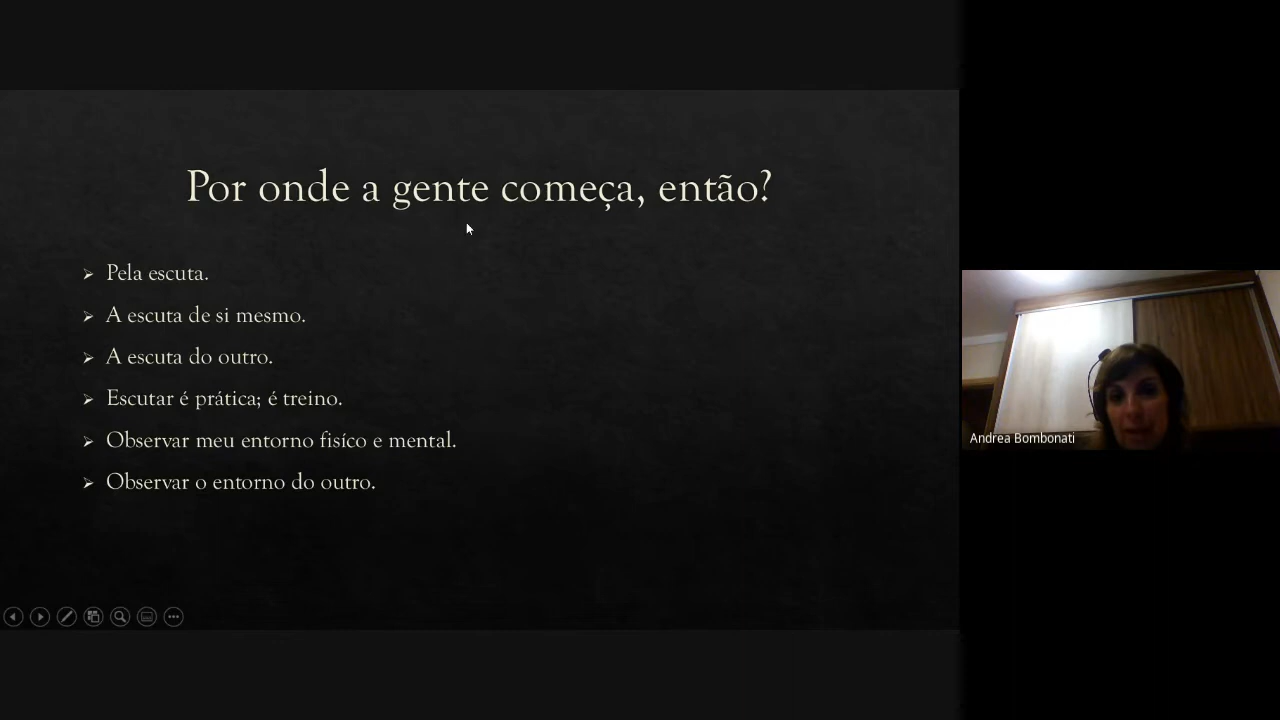 Por onde a gente começa, então?
Pela escuta.
A escuta de si mesmo.
A escuta do outro.
Escutar é prática; é treino.
Observar meu entorno fisíco e mental.
Observar o entorno do outro.
Andrea Bombonati